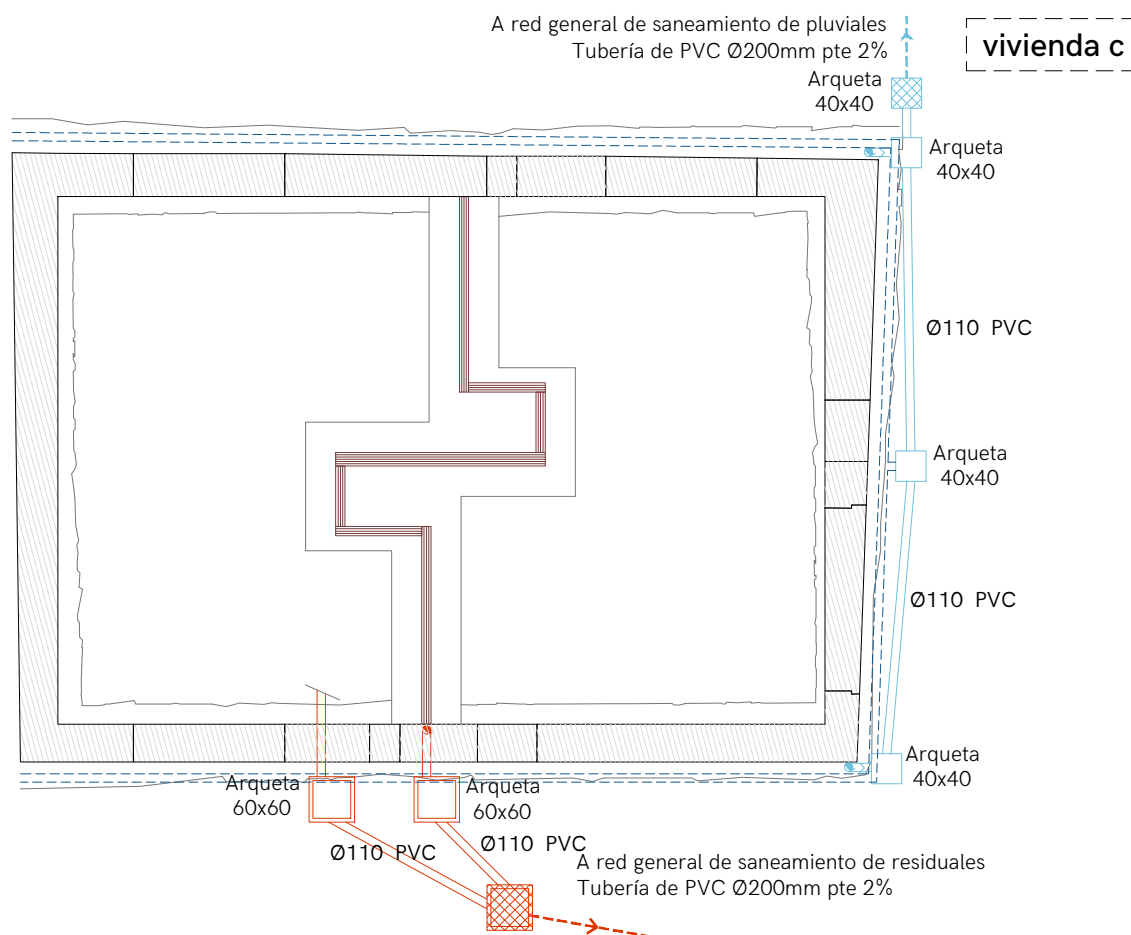 A red general de saneamiento de pluviales
Tubería de PVC Ø200mm pte 2%
vivienda c
Arqueta
40x40
Arqueta
40x40
Ø110 PVC
Arqueta
40x40
Ø110 PVC
Arqueta
40x40
Arqueta
60x60
Arqueta
60x60
Ø110 PVC
Ø110 PVC
A red general de saneamiento de residuales
Tubería de PVC Ø200mm pte 2%